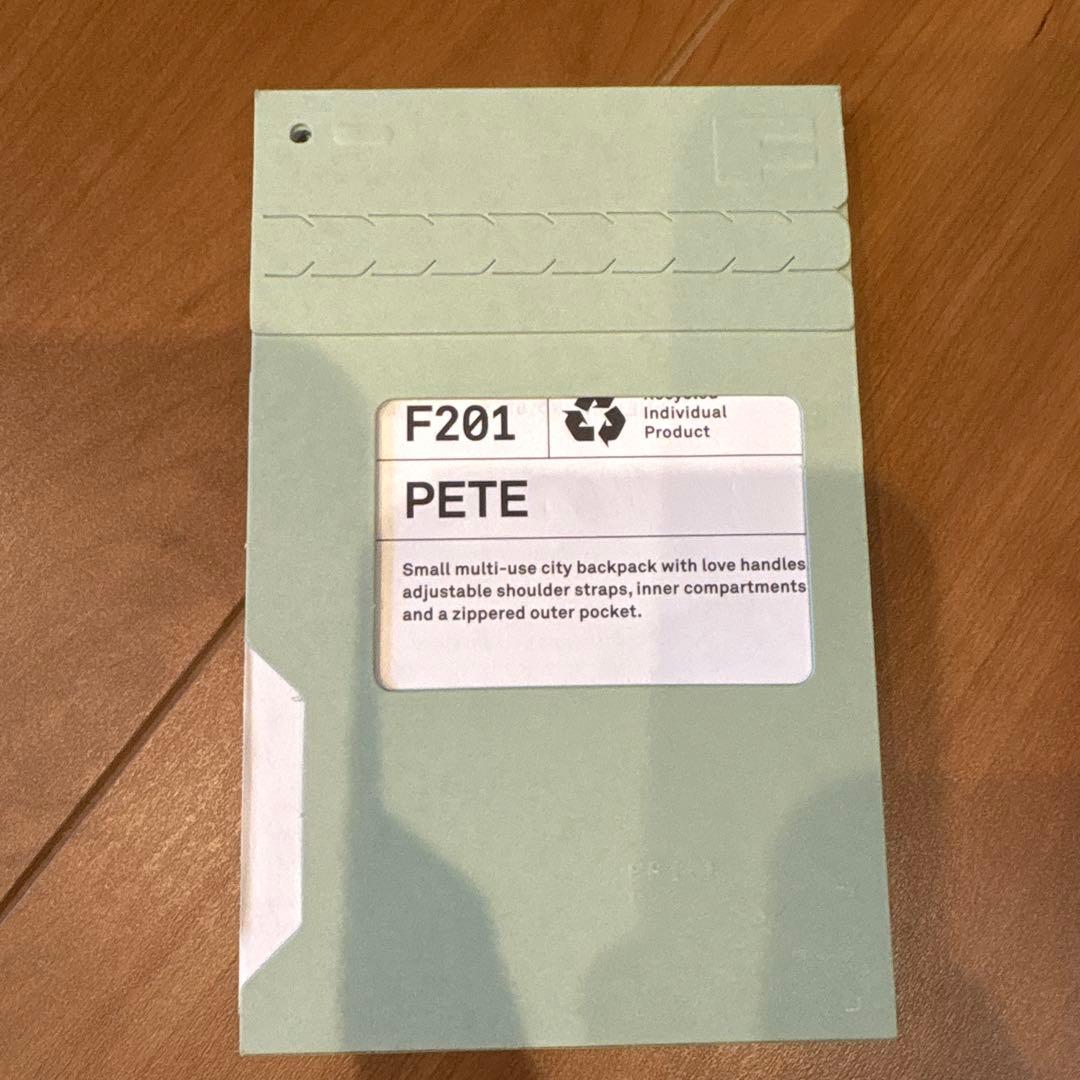 F201
Recycled
Individual
Product
PETE
Small multi-use city backpack with love handles
adjustable shoulder straps, inner compartments
and a zippered outer pocket.